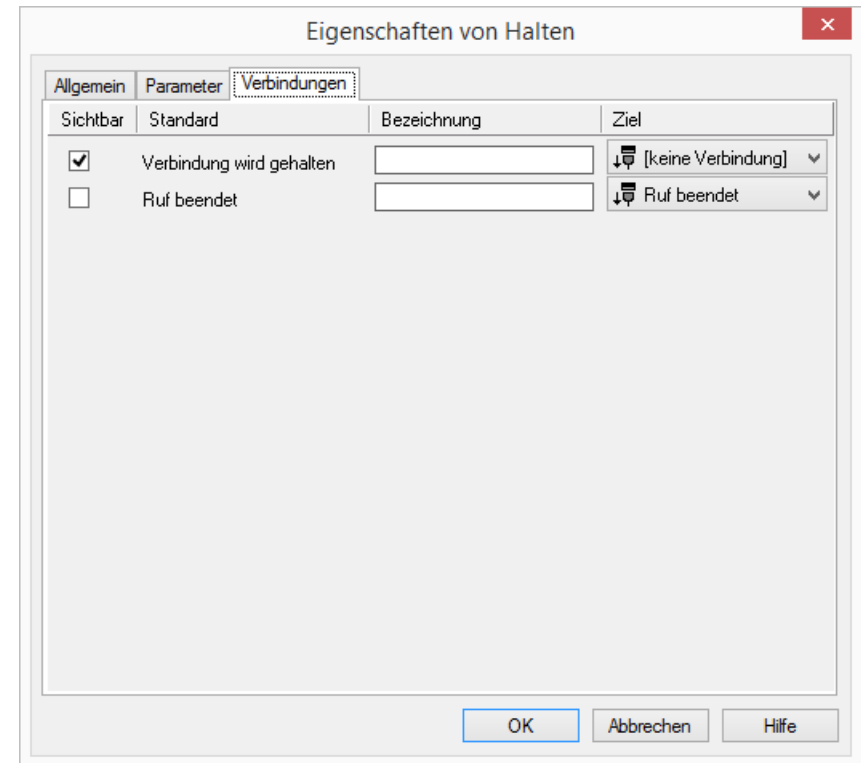 Eigenschaften von Halten
Allgemein Parameter Verbindungen
Sichtbar Standard Bezeichnung Ziel
Verbindung wird gehalten [keine Verbindung]
Ruf beendet Ruf beendet
OK Abbrechen Hilfe